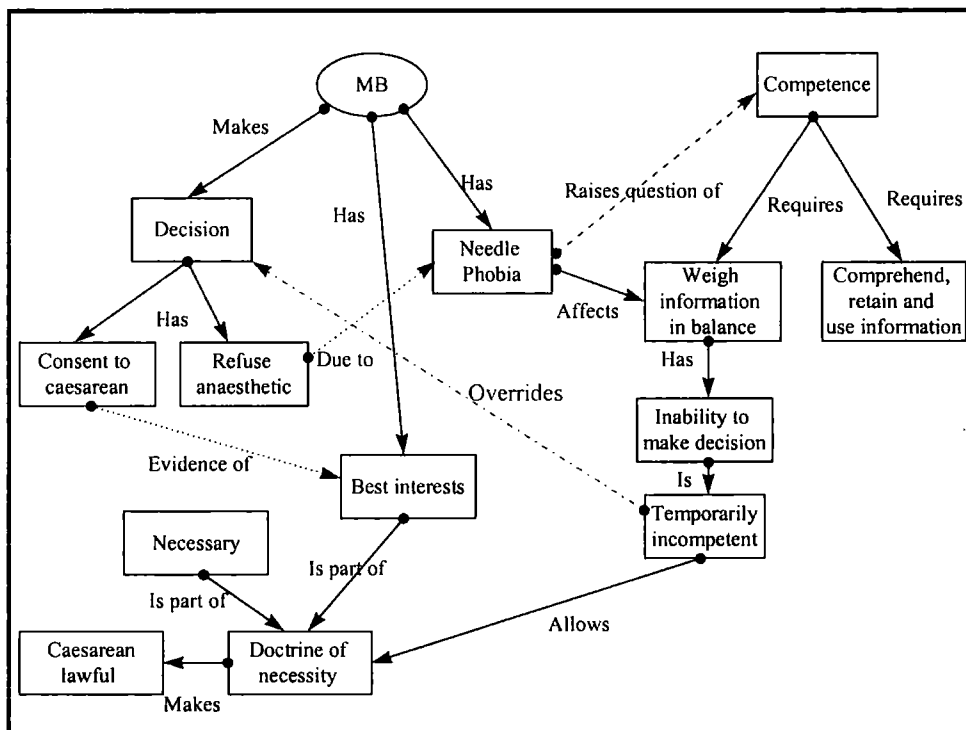 MB
Competence
Makes
Has
Raises question of
Has
Requires
Requires
Decision
Needle
Phobia
Weigh
information
in balance
Comprehend,
retain and
use information
Affects
Has
Consent to
caesarean
Refuse
anaesthetic
Due to
Has
Overrides
Inability to
make decision
Evidence of
Is
Best interests
Temporarily
incompetent
Necessary
Is part of
Is part of
Allows
Caesarean
lawful
Doctrine of
necessity
Makes